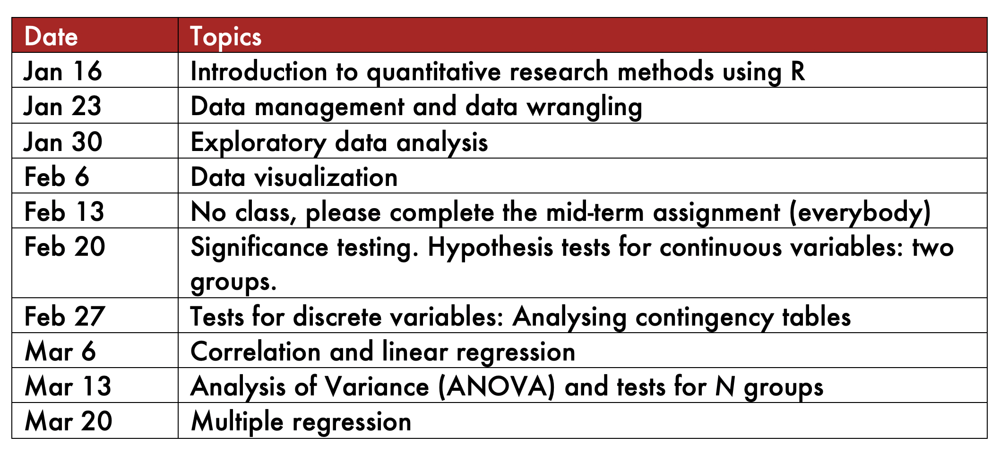 Date Topics
Jan 16 Introduction to quantitative research methods using R
Jan 23 Data management and data wrangling
Jan 30 Exploratory data analysis
Feb 6 Data visualization
Feb 13 No class, please complete the mid-term assignment (everybody)
Feb 20 Significance testing. Hypothesis tests for continuous variables: two
groups.
Feb 27 Tests for discrete variables: Analysing contingency tables
Mar 6 Correlation and linear regression
Mar 13 Analysis of Variance (ANOVA) and tests for N groups
Mar 20 Multiple regression